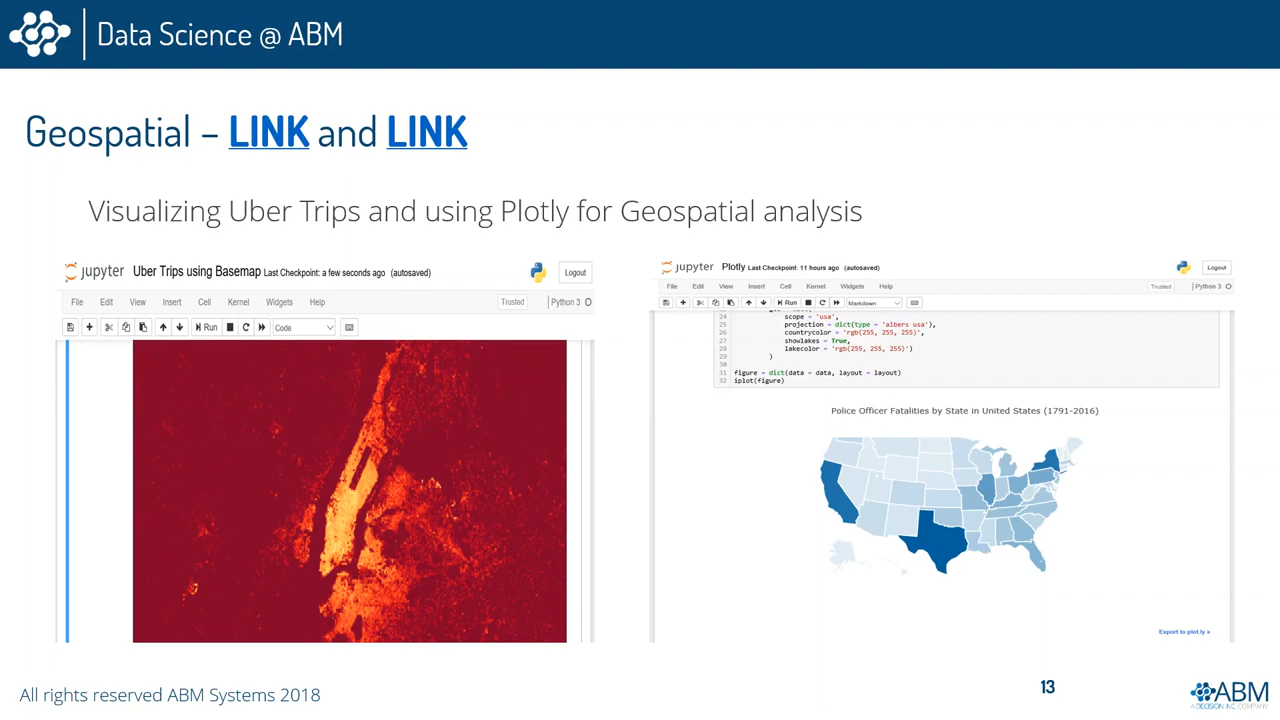 Data Science @ ABM
Geospatial – LINK and LINK
Visualizing Uber Trips and using Plotly for Geospatial analysis
jupyter Uber Trips using Basemap Last Checkpoint: a few seconds ago (autosaved)
Logout
File Edit View Insert Cell Kernel Widgets Help
Trusted
Python 3
Run
Code
jupyter Plotly Last Checkpoint: 11 hours ago (autosaved)
Logout
File Edit View Insert Cell Kernel Widgets Help
Trusted
Python 3
Run
Markdown
24 scope = 'usa',
25 projection = dict(type = 'albers usa'),
26 countrycolor = 'rgb(255, 255, 255)',
27 showlakes = True,
28 lakecolor = 'rgb(255, 255, 255)')
29 )
30
31 figure = dict(data = data, layout = layout)
32 iplot(figure)
Police Officer Fatalities by State in United States (1791-2016)
Export to plot.ly »
All rights reserved ABM Systems 2018
13
ABM
A DECISION INC. COMPANY